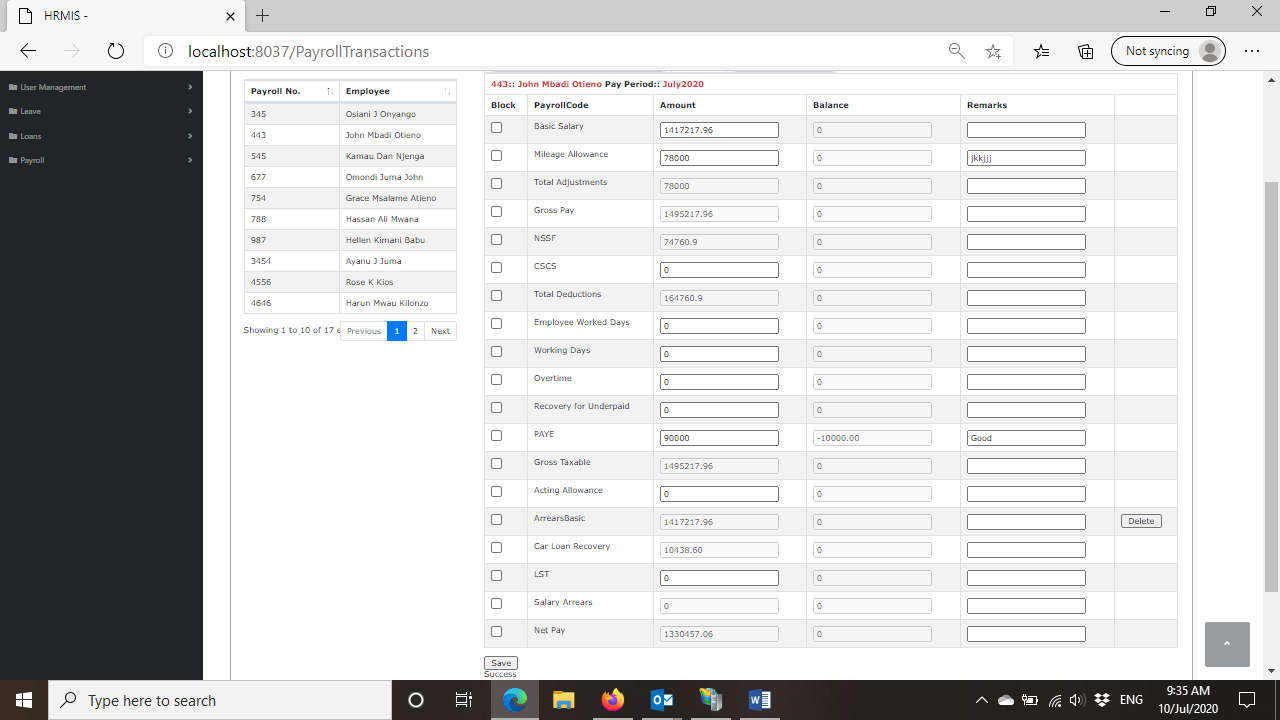 HRMIS -
localhost:8037/PayrollTransactions
Not syncing
User Management
Leave
Loans
Payroll
Payroll No. Employee
345 Osiani J Onyango
443 John Mbadi Otieno
545 Kamau Dan Njenga
677 Omondi Juma John
754 Grace Msalame Atieno
788 Hassan Ali Mwana
987 Hellen Kimani Babu
3454 Ayanu J Juma
4556 Rose K Kios
4646 Harun Mwau Kilonzo
Showing 1 to 10 of 17 e Previous 1 2 Next
443:: John Mbadi Otieno Pay Period:: July2020
Block PayrollCode Amount Balance Remarks
Basic Salary 1417217.96 0
Mileage Allowance 78000 0 jkkjjj
Total Adjustments 78000 0
Gross Pay 1495217.96 0
NSSF 74760.9 0
CSCS 0 0
Total Deductions 164760.9 0
Employee Worked Days 0 0
Working Days 0 0
Overtime 0 0
Recovery for Underpaid 0 0
PAYE 90000 -10000.00 Good
Gross Taxable 1495217.96 0
Acting Allowance 0 0
ArrearsBasic 1417217.96 0 Delete
Car Loan Recovery 10438.60 0
LST 0 0
Salary Arrears 0 0
Net Pay 1330457.06 0
Save
Success
Type here to search
ENG
9:35 AM
10/Jul/2020